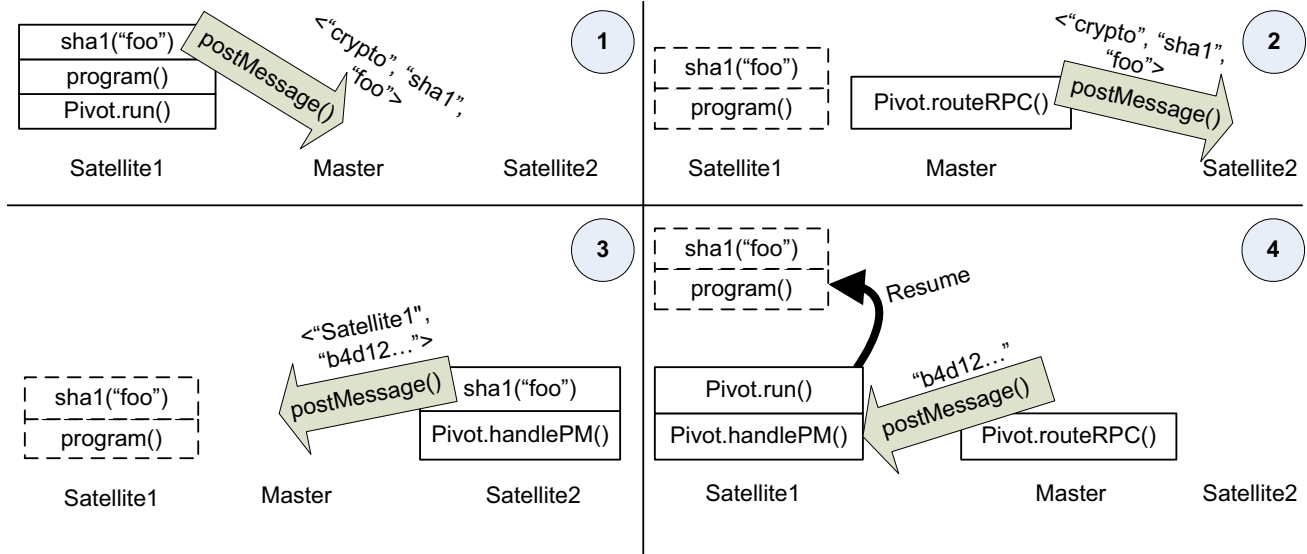 1
sha1(“foo”)
program()
Pivot.run()
postMessage()
<“crypto”, “sha1”,
“foo”>
Satellite1
Master
Satellite2
2
sha1(“foo”)
program()
Pivot.routeRPC()
postMessage()
<“crypto”, “sha1”,
“foo”>
Satellite1
Master
Satellite2
3
<“Satellite1",
“b4d12…”>
postMessage()
sha1(“foo”)
program()
sha1(“foo”)
Pivot.handlePM()
Satellite1
Master
Satellite2
4
sha1(“foo”)
program()
Resume
Pivot.run()
Pivot.handlePM()
“b4d12…”
postMessage()
Pivot.routeRPC()
Satellite1
Master
Satellite2